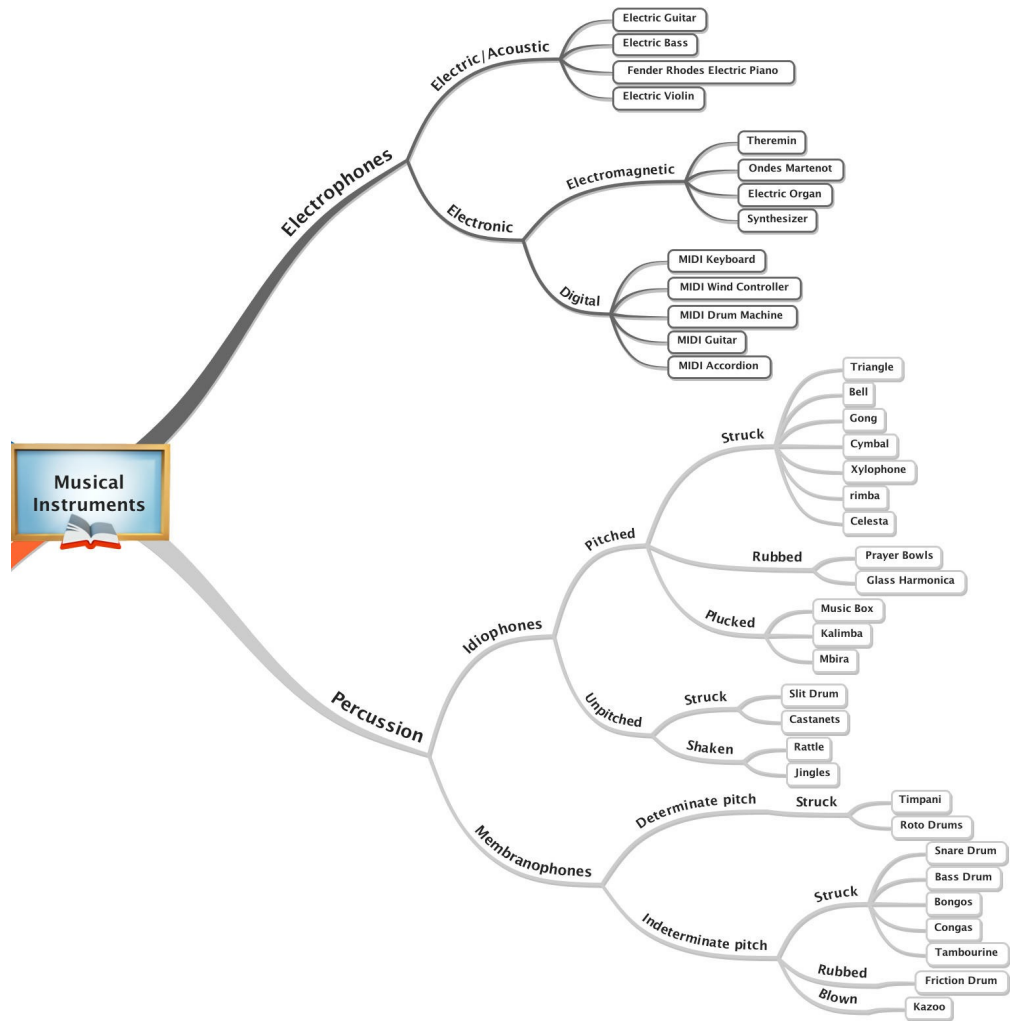 Electric Guitar
Electric Bass
Fender Rhodes Electric Piano
Electric Violin
Electric/Acoustic
Electrophones
Electronic
Electromagnetic
Theremin
Ondes Martenot
Electric Organ
Synthesizer
Digital
MIDI Keyboard
MIDI Wind Controller
MIDI Drum Machine
MIDI Guitar
MIDI Accordion
Musical
Instruments
Percussion
Idiophones
Pitched
Struck
Triangle
Bell
Gong
Cymbal
Xylophone
rimba
Celesta
Rubbed
Prayer Bowls
Glass Harmonica
Plucked
Music Box
Kalimba
Mbira
Unpitched
Struck
Slit Drum
Castanets
Shaken
Rattle
Jingles
Membranophones
Determinate pitch
Struck
Timpani
Roto Drums
Indeterminate pitch
Struck
Snare Drum
Bass Drum
Bongos
Congas
Tambourine
Rubbed
Friction Drum
Blown
Kazoo